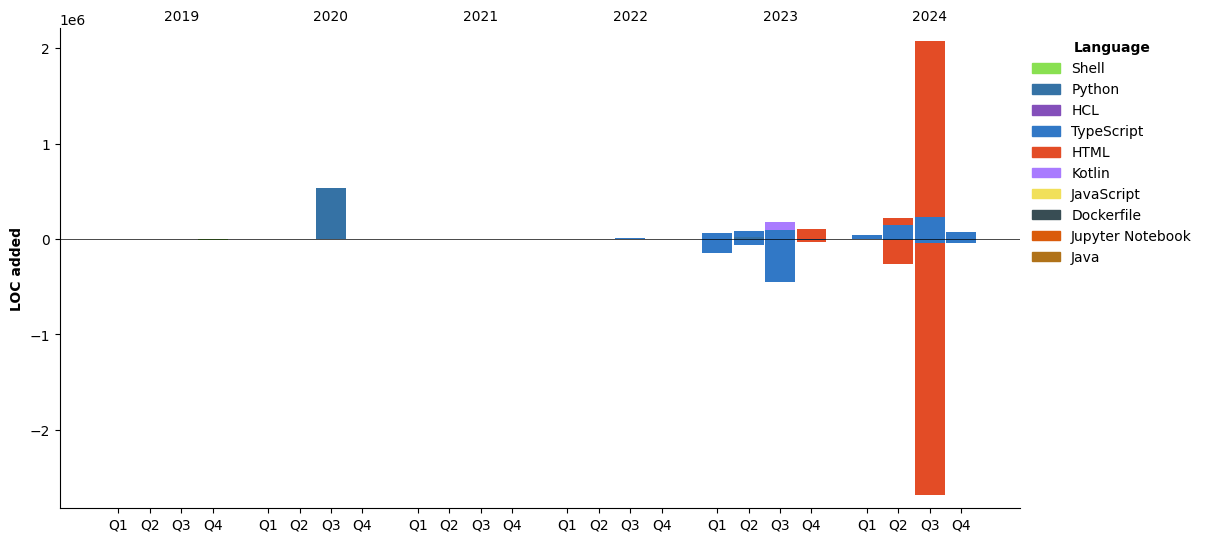 2019 2020 2021 2022 2023 2024
1e6
2
1
0
−1
−2
LOC added
Q1 Q2 Q3 Q4 Q1 Q2 Q3 Q4 Q1 Q2 Q3 Q4 Q1 Q2 Q3 Q4 Q1 Q2 Q3 Q4 Q1 Q2 Q3 Q4
Language
Shell
Python
HCL
TypeScript
HTML
Kotlin
JavaScript
Dockerfile
Jupyter Notebook
Java